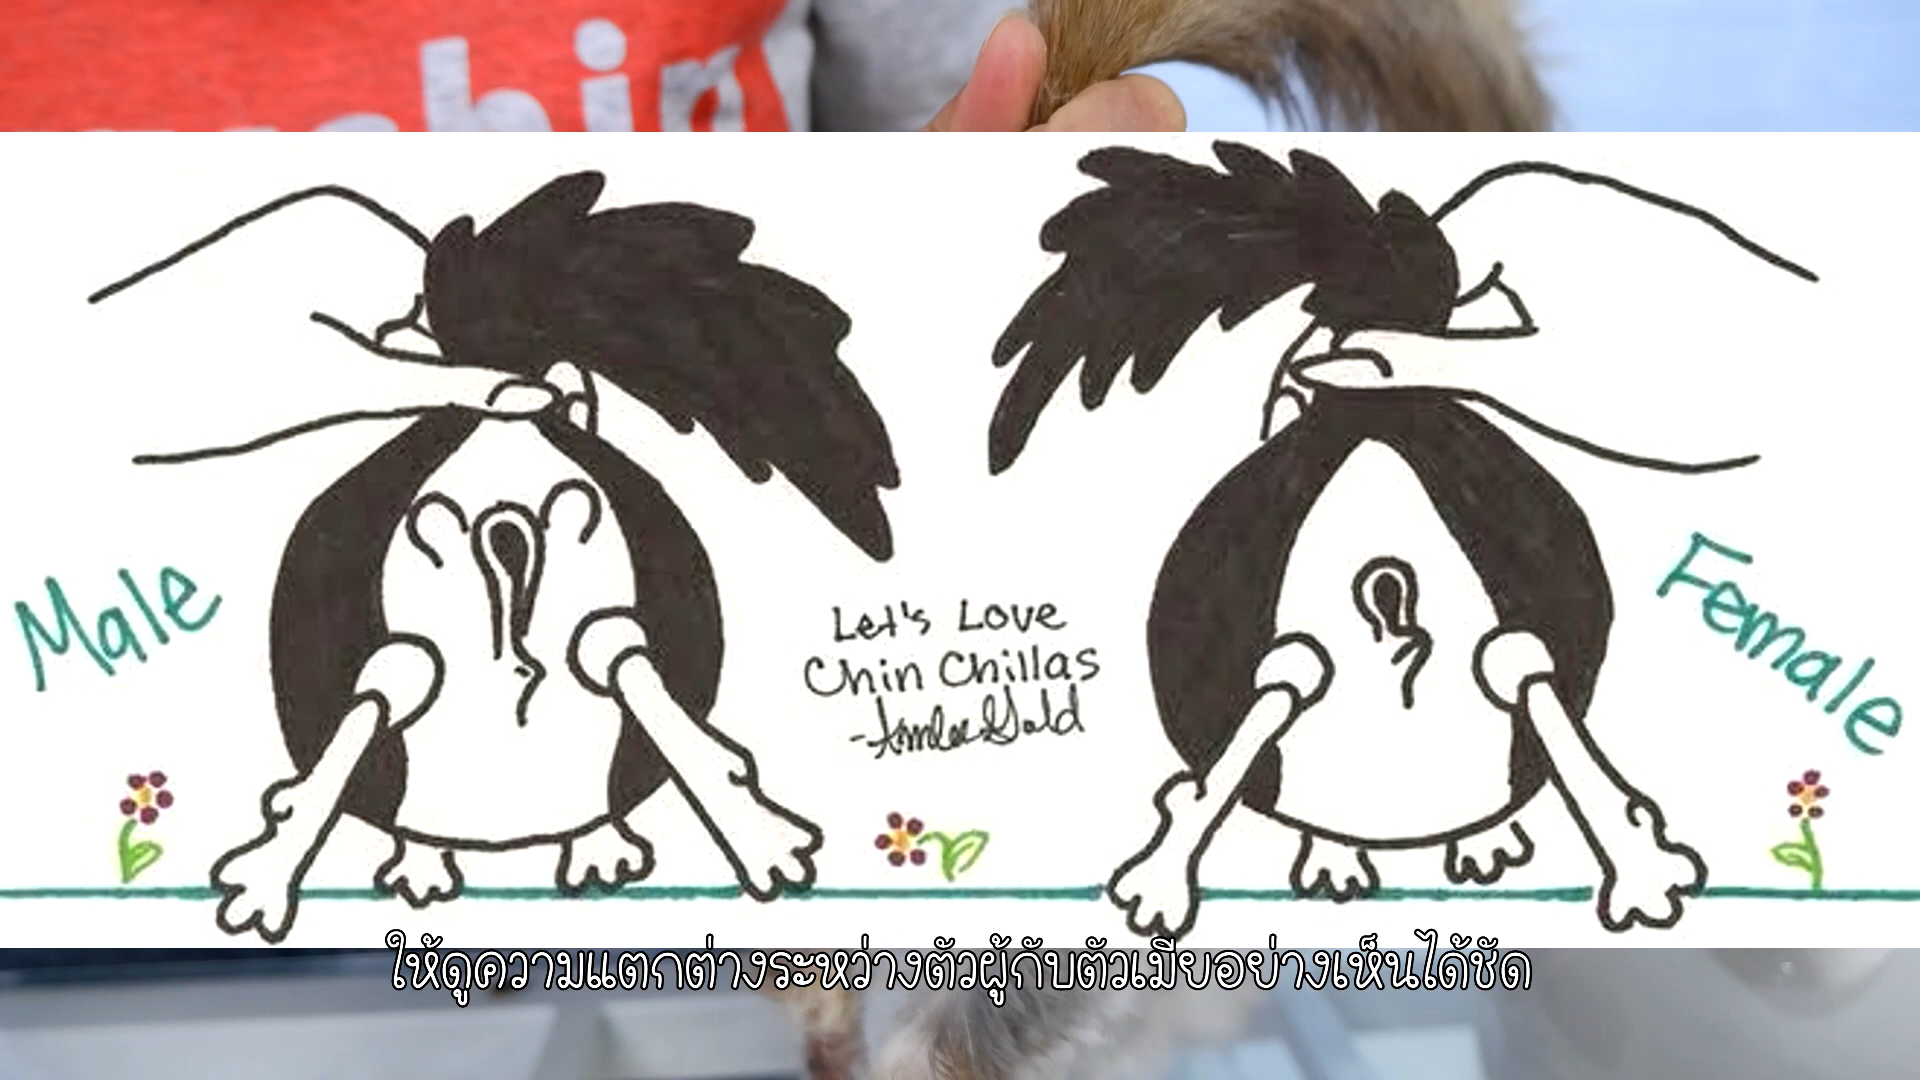 Male
Let's Love
Chin Chillas
Female
ให้ดูความแตกต่างระหว่างตัวผู้กับตัวเมียอย่างเห็นได้ชัด